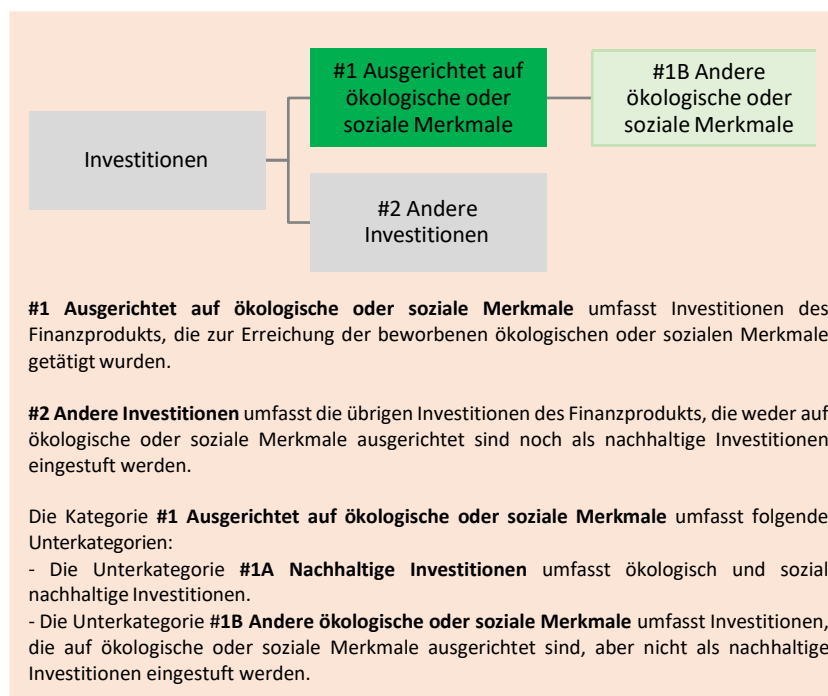 #1 Ausgerichtet auf
ökologische oder
soziale Merkmale
#1B Andere
ökologische oder
soziale Merkmale
Investitionen
#2 Andere
Investitionen
#1 Ausgerichtet auf ökologische oder soziale Merkmale umfasst Investitionen des
Finanzprodukts, die zur Erreichung der beworbenen ökologischen oder sozialen Merkmale
getätigt wurden.
#2 Andere Investitionen umfasst die übrigen Investitionen des Finanzprodukts, die weder auf
ökologische oder soziale Merkmale ausgerichtet sind noch als nachhaltige Investitionen
eingestuft werden.
Die Kategorie #1 Ausgerichtet auf ökologische oder soziale Merkmale umfasst folgende
Unterkategorien:
- Die Unterkategorie #1A Nachhaltige Investitionen umfasst ökologisch und sozial
nachhaltige Investitionen.
- Die Unterkategorie #1B Andere ökologische oder soziale Merkmale umfasst Investitionen,
die auf ökologische oder soziale Merkmale ausgerichtet sind, aber nicht als nachhaltige
Investitionen eingestuft werden.